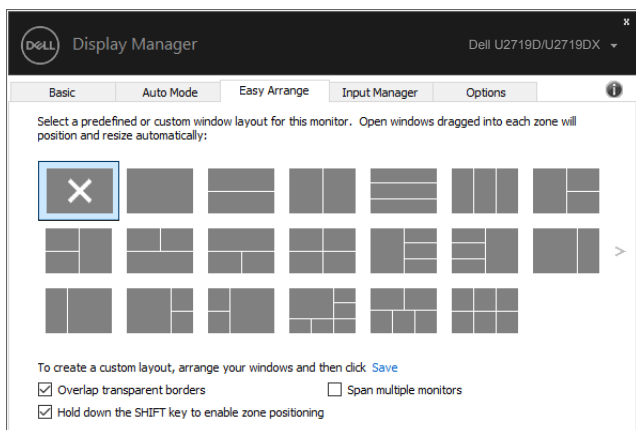 x
DELL Display Manager Dell U2719D/U2719DX
Basic Auto Mode Easy Arrange Input Manager Options
Select a predefined or custom window layout for this monitor. Open windows dragged into each zone will
position and resize automatically:
To create a custom layout, arrange your windows and then click Save
Overlap transparent borders Span multiple monitors
Hold down the SHIFT key to enable zone positioning